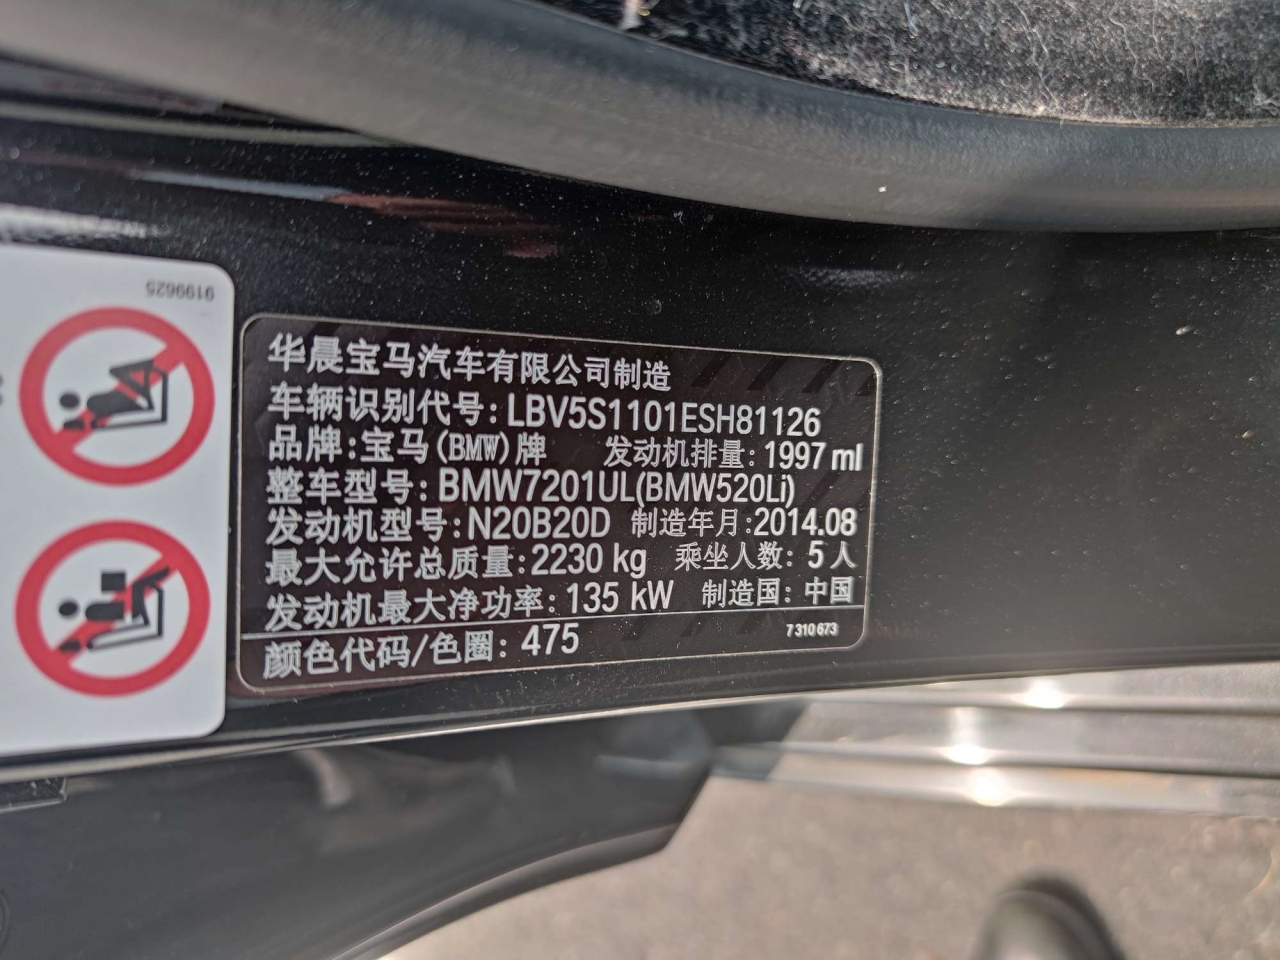 9199625
华晨宝马汽车有限公司制造
车辆识别代号:LBV5S1101ESH81126
品牌:宝马(BMW)牌 发动机排量:1997 ml
整车型号:BMW7201UL(BMW520Li)
发动机型号:N20B20D 制造年月:2014.08
最大允许总质量:2230 kg 乘坐人数: 5人
发动机最大净功率: 135 kW 制造国: 中国
颜色代码/色圈: 475 7 310 673